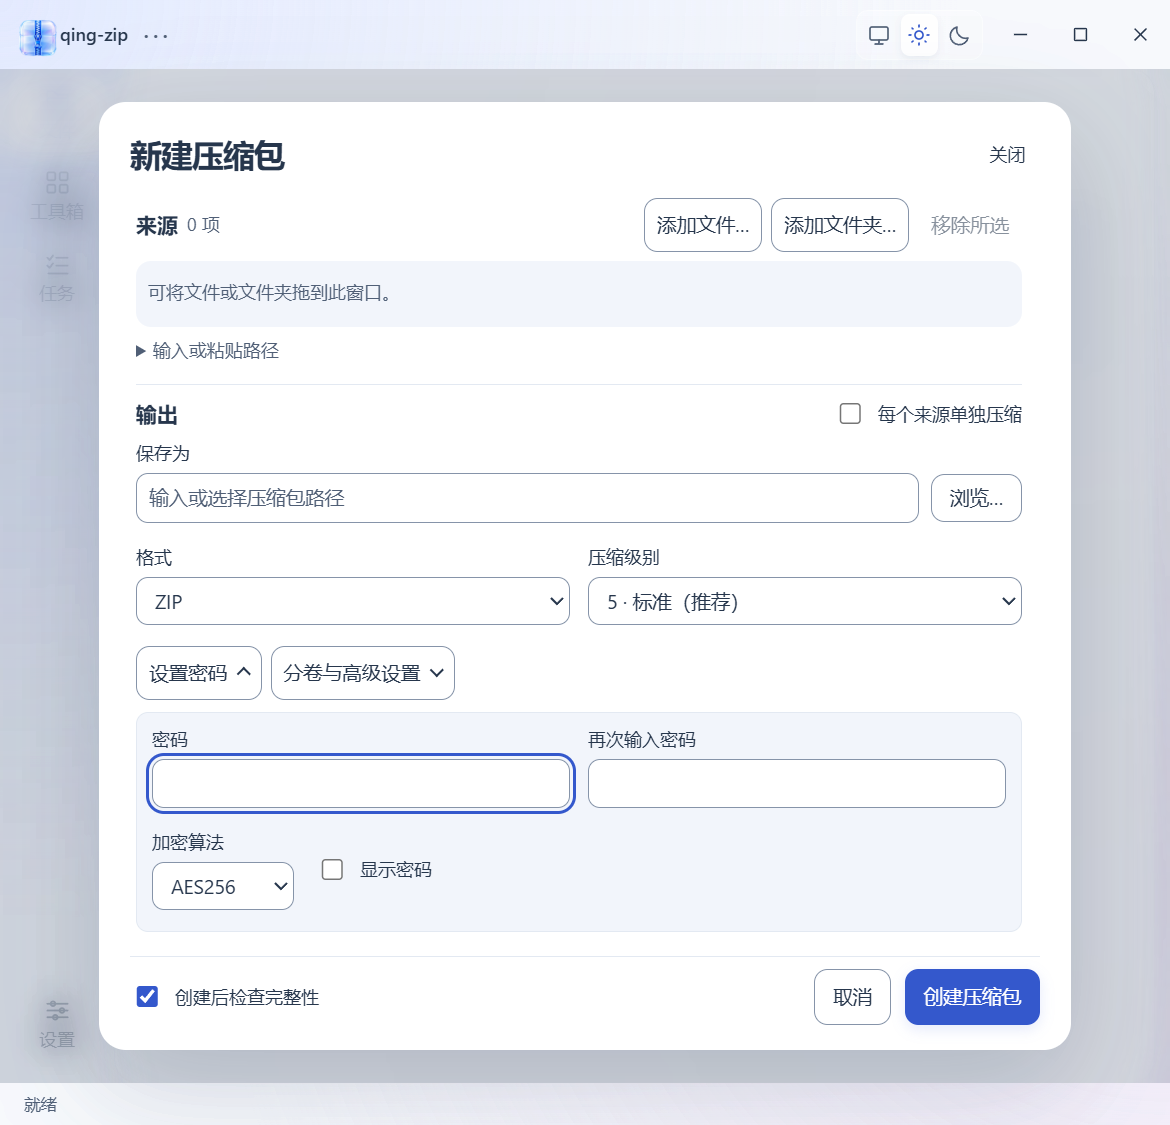 qing-zip ···
工具箱
任务
设置
新建压缩包
关闭
来源 0 项
添加文件...
添加文件夹...
移除所选
可将文件或文件夹拖到此窗口。
输入或粘贴路径
输出
每个来源单独压缩
保存为
输入或选择压缩包路径
浏览...
格式
压缩级别
ZIP
5 · 标准（推荐）
设置密码
分卷与高级设置
密码
再次输入密码
加密算法
AES256
显示密码
创建后检查完整性
取消
创建压缩包
就绪